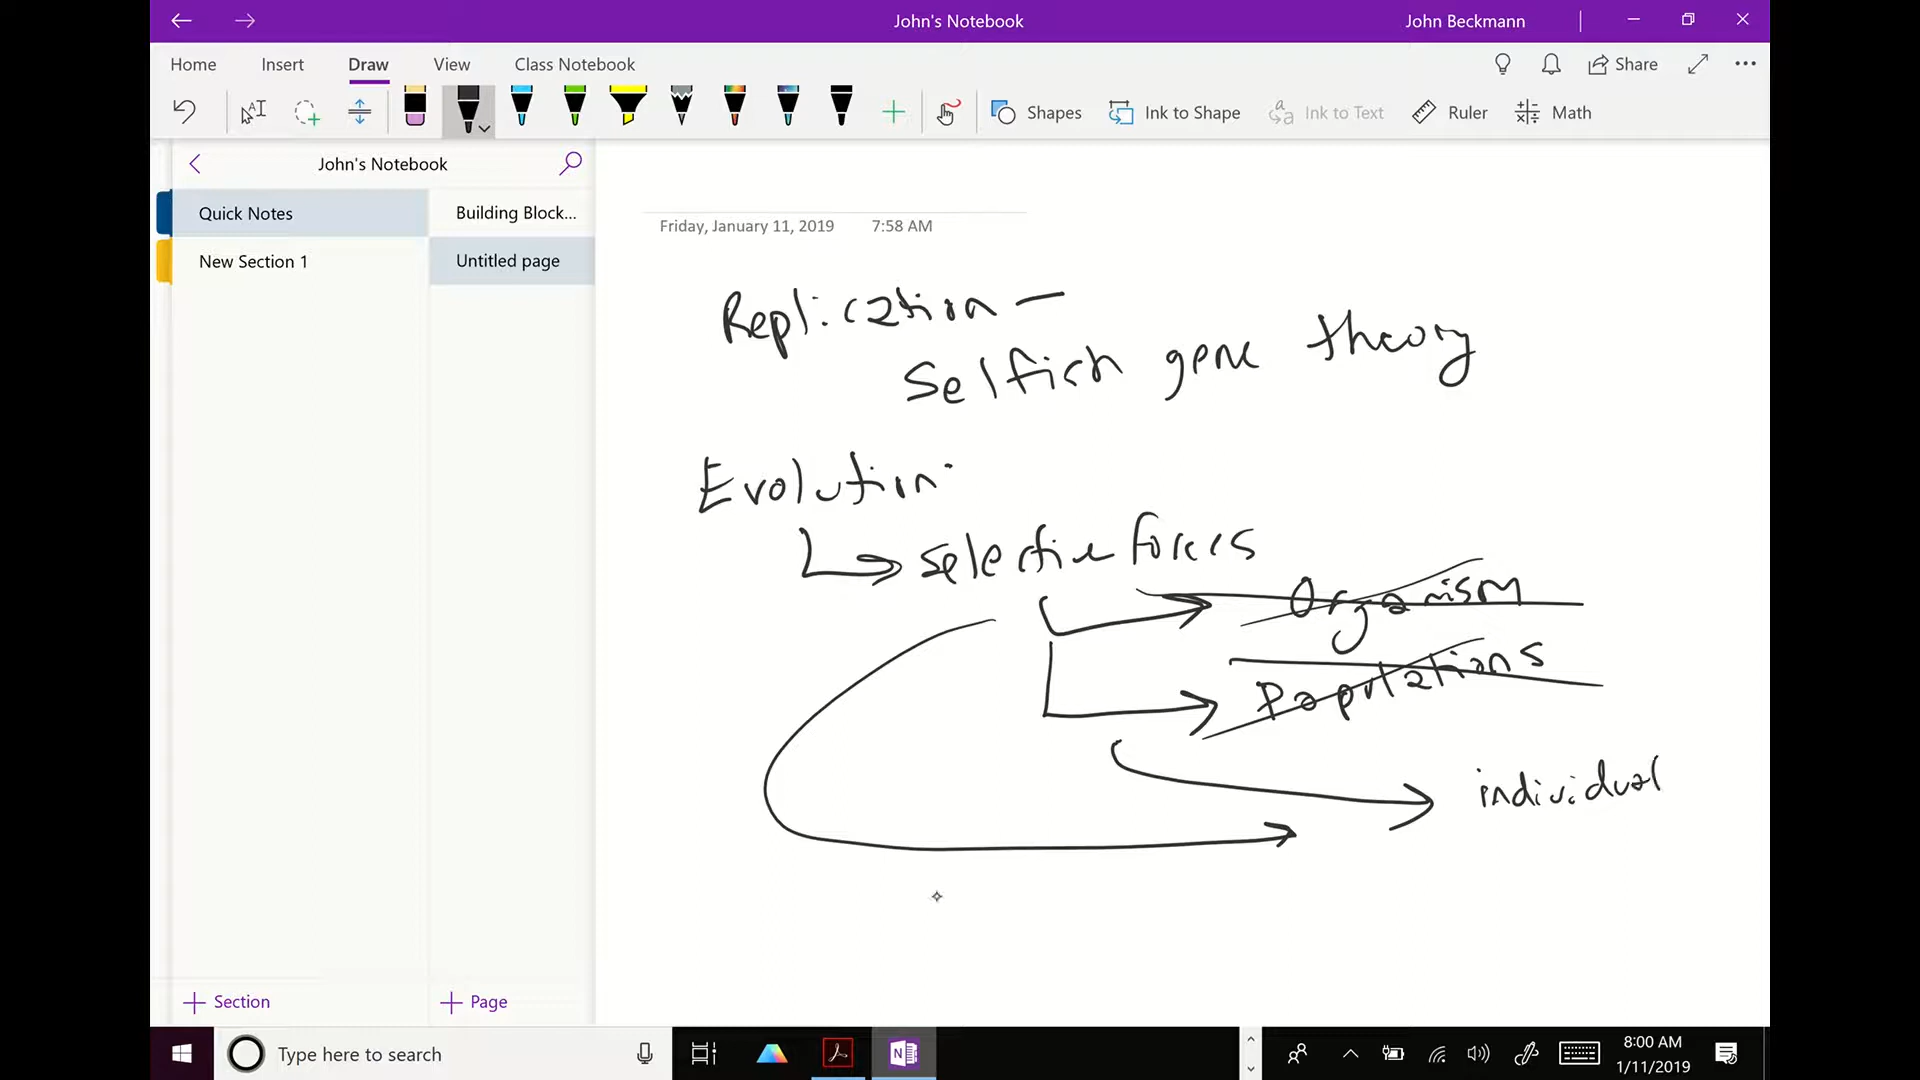 John's Notebook
John Beckmann
Home Insert Draw View Class Notebook
Share
Shapes Ink to Shape Ink to Text Ruler Math
John's Notebook
Quick Notes
New Section 1
Building Block...
Untitled page
Friday, January 11, 2019 7:58 AM
Replication -
Selfish gene theory
Evolution:
selective forces
Organism
Populations
individual
Section
Page
Type here to search
8:00 AM
1/11/2019